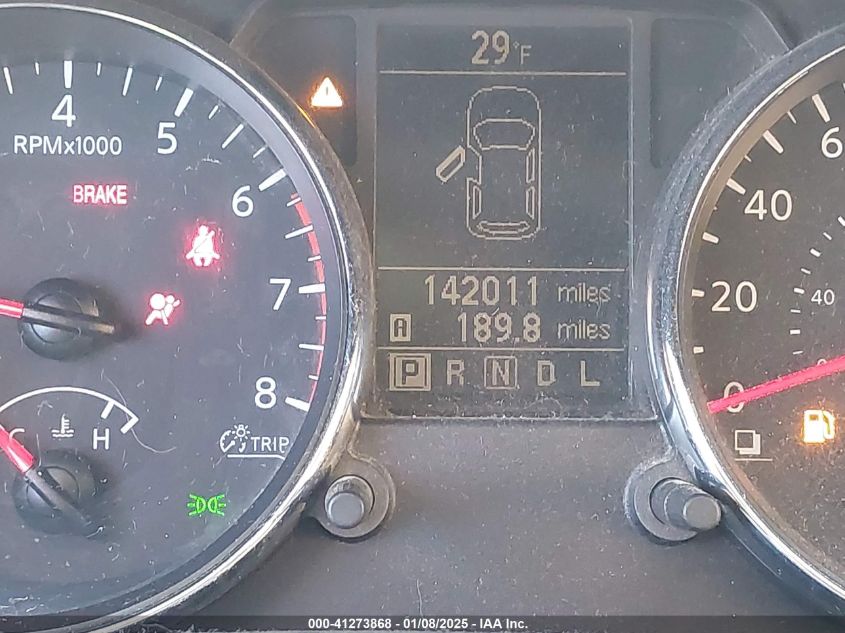 29°F
4
5
6
7
8
RPMx1000
BRAKE
C
H
TRIP
142011 miles
A 189.8 miles
P R N D L
0
20
40
6
40
000-41273868 - 01/08/2025 - IAA Inc.